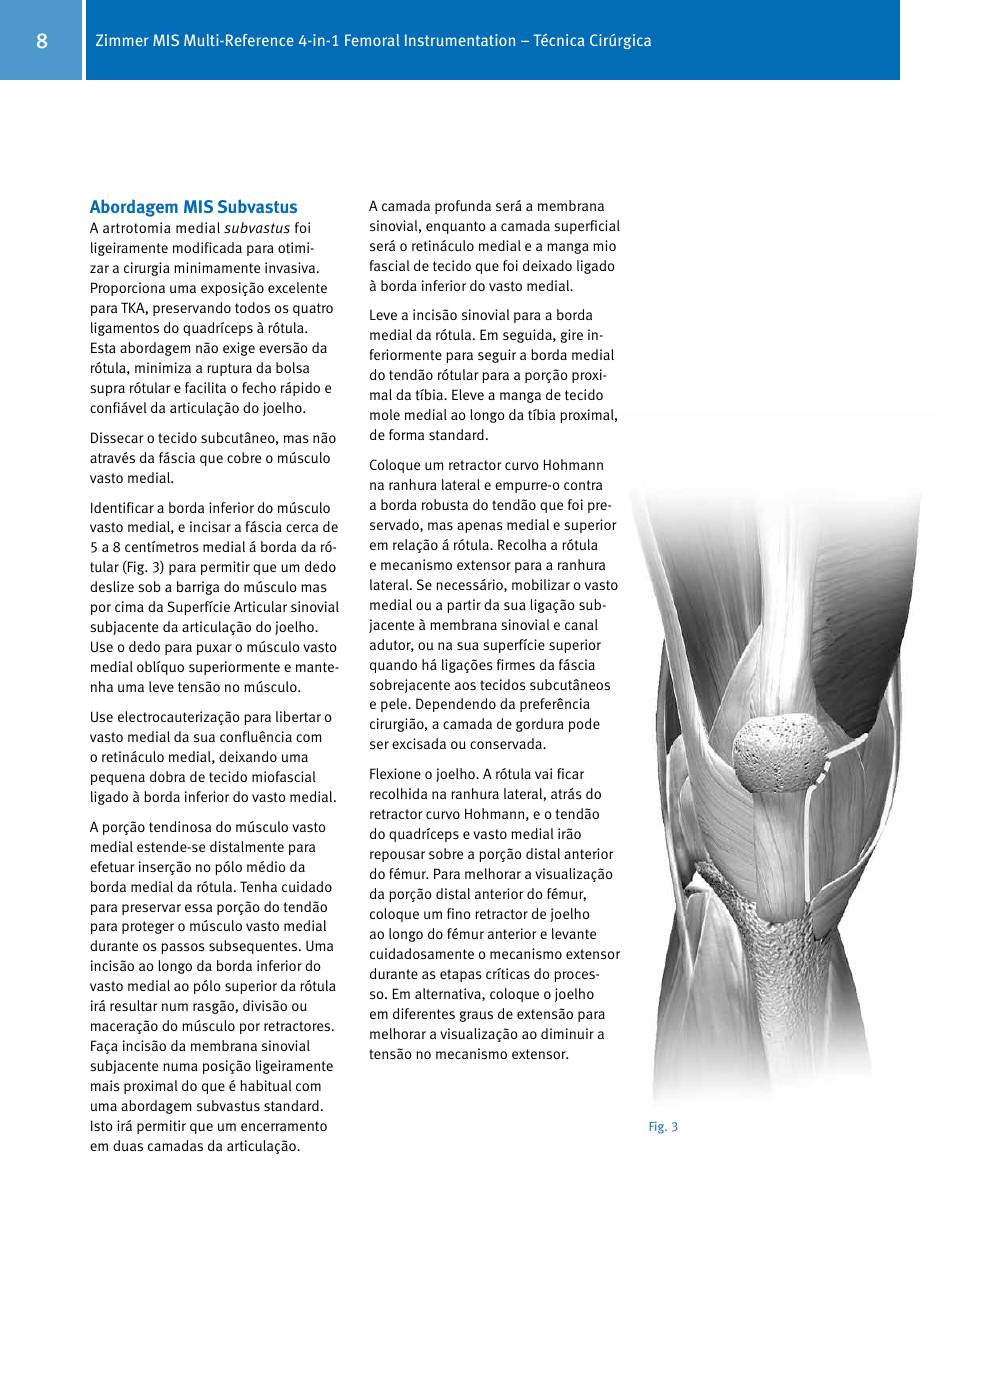 8
Zimmer MIS Multi-Reference 4-in-1 Femoral Instrumentation – Técnica Cirúrgica
Abordagem MIS Subvastus
A artrotomia medial subvastus foi
ligeiramente modificada para otimi-
zar a cirurgia minimamente invasiva.
Proporciona uma exposição excelente
para TKA, preservando todos os quatro
ligamentos do quadríceps à rótula.
Esta abordagem não exige eversão da
rótula, minimiza a ruptura da bolsa
supra rótular e facilita o fecho rápido e
confiável da articulação do joelho.
Dissecar o tecido subcutâneo, mas não
através da fáscia que cobre o músculo
vasto medial.
Identificar a borda inferior do músculo
vasto medial, e incisar a fáscia cerca de
5 a 8 centímetros medial á borda da ró-
tular (Fig. 3) para permitir que um dedo
deslize sob a barriga do músculo mas
por cima da Superfície Articular sinovial
subjacente da articulação do joelho.
Use o dedo para puxar o músculo vasto
medial oblíquo superiormente e mante-
nha uma leve tensão no músculo.
Use electrocauterização para libertar o
vasto medial da sua confluência com
o retináculo medial, deixando uma
pequena dobra de tecido miofascial
ligado à borda inferior do vasto medial.
A porção tendinosa do músculo vasto
medial estende-se distalmente para
efetuar inserção no pólo médio da
borda medial da rótula. Tenha cuidado
para preservar essa porção do tendão
para proteger o músculo vasto medial
durante os passos subsequentes. Uma
incisão ao longo da borda inferior do
vasto medial ao pólo superior da rótula
irá resultar num rasgão, divisão ou
maceração do músculo por retractores.
Faça incisão da membrana sinovial
subjacente numa posição ligeiramente
mais proximal do que é habitual com
uma abordagem subvastus standard.
Isto irá permitir que um encerramento
em duas camadas da articulação.
A camada profunda será a membrana
sinovial, enquanto a camada superficial
será o retináculo medial e a manga mio
fascial de tecido que foi deixado ligado
à borda inferior do vasto medial.
Leve a incisão sinovial para a borda
medial da rótula. Em seguida, gire in-
feriormente para seguir a borda medial
do tendão rótular para a porção proxi-
mal da tíbia. Eleve a manga de tecido
mole medial ao longo da tíbia proximal,
de forma standard.
Coloque um retractor curvo Hohmann
na ranhura lateral e empurre-o contra
a borda robusta do tendão que foi pre-
servado, mas apenas medial e superior
em relação á rótula. Recolha a rótula
e mecanismo extensor para a ranhura
lateral. Se necessário, mobilizar o vasto
medial ou a partir da sua ligação sub-
jacente à membrana sinovial e canal
adutor, ou na sua superfície superior
quando há ligações firmes da fáscia
sobrejacente aos tecidos subcutâneos
e pele. Dependendo da preferência
cirurgião, a camada de gordura pode
ser excisada ou conservada.
Flexione o joelho. A rótula vai ficar
recolhida na ranhura lateral, atrás do
retractor curvo Hohmann, e o tendão
do quadríceps e vasto medial irão
repousar sobre a porção distal anterior
do fémur. Para melhorar a visualização
da porção distal anterior do fémur,
coloque um fino retractor de joelho
ao longo do fémur anterior e levante
cuidadosamente o mecanismo extensor
durante as etapas críticas do proces-
so. Em alternativa, coloque o joelho
em diferentes graus de extensão para
melhorar a visualização ao diminuir a
tensão no mecanismo extensor.
Fig. 3